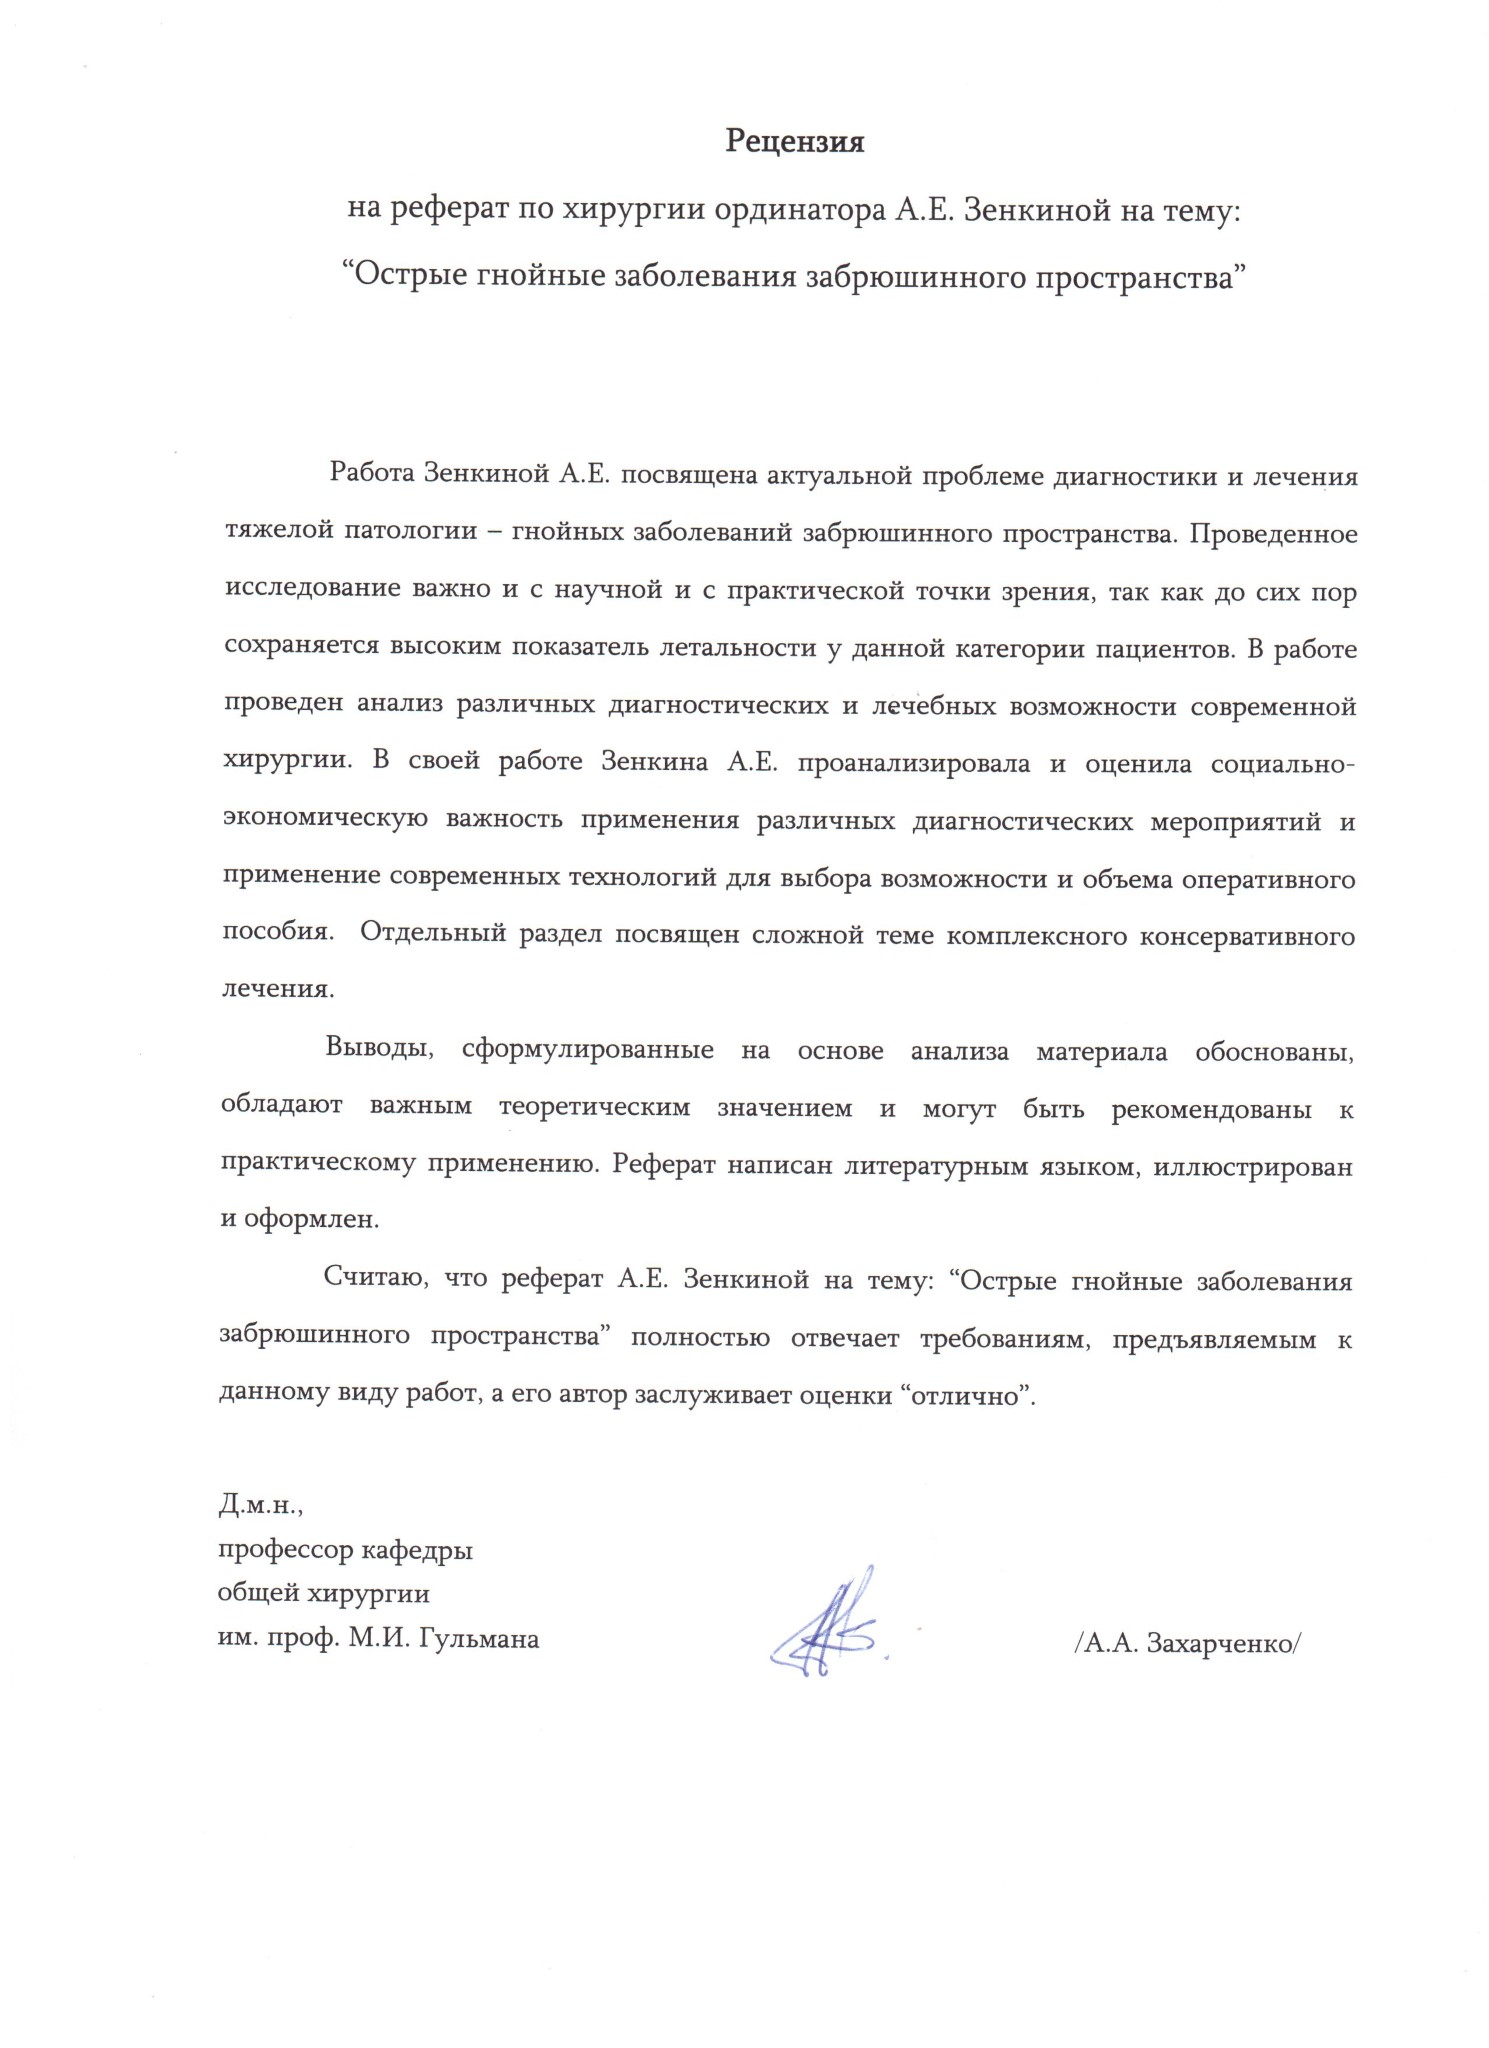 Рецензия
на реферат по хирургии ординатора А.Е. Зенкиной на тему:
“Острые гнойные заболевания забрюшинного пространства”
Работа Зенкиной А.Е. посвящена актуальной проблеме диагностики и лечения
тяжелой патологии – гнойных заболеваний забрюшинного пространства. Проведенное
исследование важно и с научной и с практической точки зрения, так как до сих пор
сохраняется высоким показатель летальности у данной категории пациентов. В работе
проведен анализ различных диагностических и лечебных возможности современной
хирургии. В своей работе Зенкина А.Е. проанализировала и оценила социально-
экономическую важность применения различных диагностических мероприятий и
применение современных технологий для выбора возможности и объема оперативного
пособия. Отдельный раздел посвящен сложной теме комплексного консервативного
лечения.
Выводы, сформулированные на основе анализа материала обоснованы,
обладают важным теоретическим значением и могут быть рекомендованы к
практическому применению. Реферат написан литературным языком, иллюстрирован
и оформлен.
Считаю, что реферат А.Е. Зенкиной на тему: “Острые гнойные заболевания
забрюшинного пространства” полностью отвечает требованиям, предъявляемым к
данному виду работ, а его автор заслуживает оценки “отлично”.
Д.м.н.,
профессор кафедры
общей хирургии
им. проф. М.И. Гульмана /А.А. Захарченко/